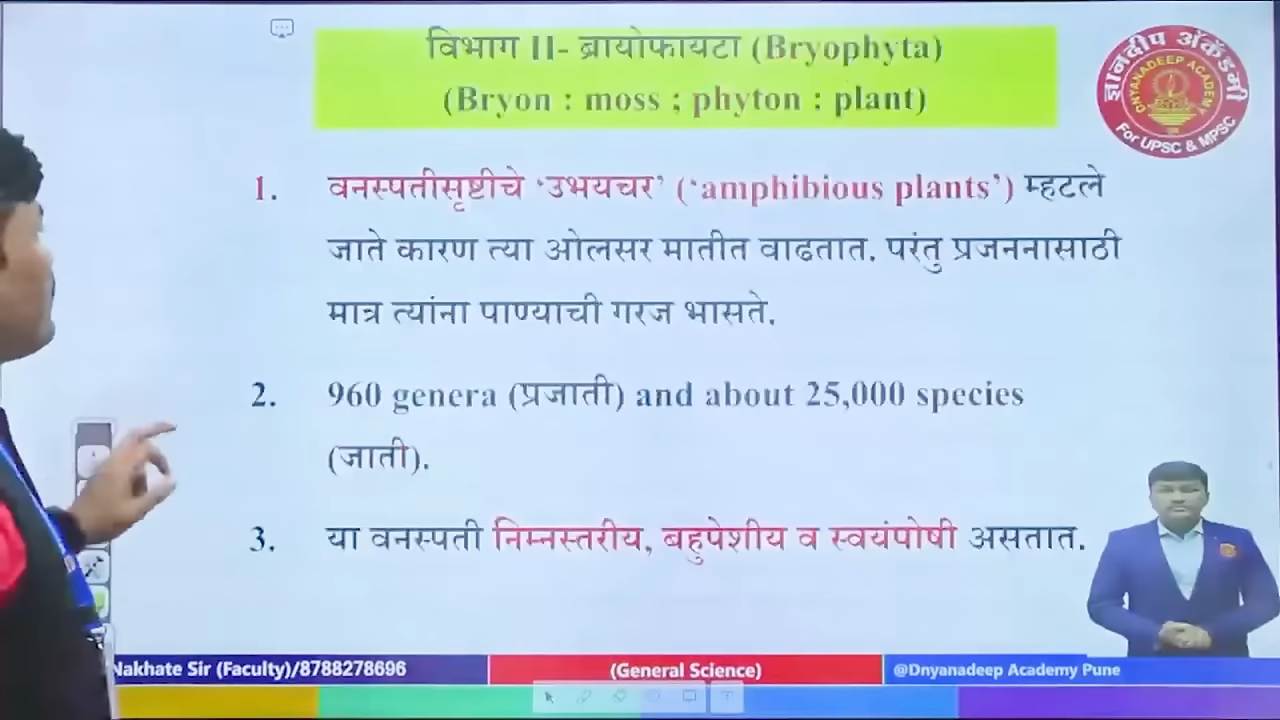 विभाग II- ब्रायोफायटा (Bryophyta)
(Bryon : moss ; phyton : plant)
ज्ञानदीप अ‍ॅकॅडमी
DNYANADEEP ACADEMY
For UPSC & MPSC
1. वनस्पतीसृष्टीचे ‘उभयचर’ (‘amphibious plants’) म्हटले
जाते कारण त्या ओलसर मातीत वाढतात. परंतु प्रजननासाठी
मात्र त्यांना पाण्याची गरज भासते.
2. 960 genera (प्रजाती) and about 25,000 species
(जाती).
3. या वनस्पती निम्नस्तरीय, बहुपेशीय व स्वयंपोषी असतात.
Nakhate Sir (Faculty)/8788278696
(General Science)
@Dnyanadeep Academy Pune